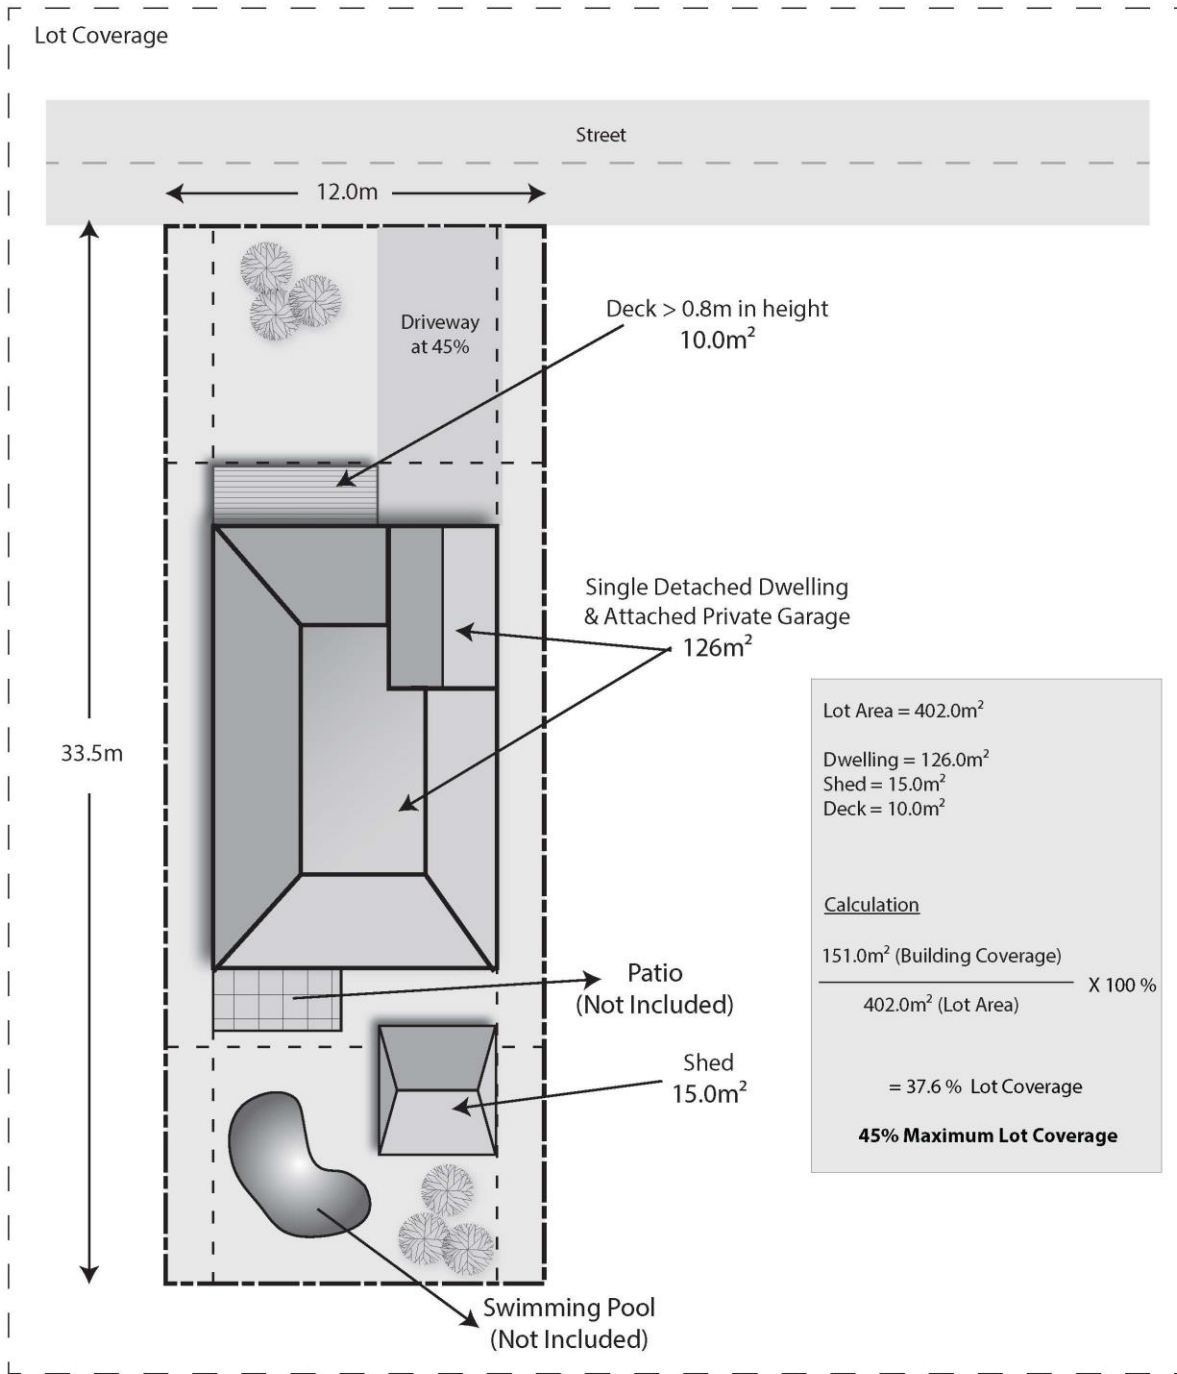 Lot Coverage
Street
12.0m
Driveway
at 45%
Deck > 0.8m in height
10.0m²
Single Detached Dwelling
& Attached Private Garage
126m²
33.5m
Lot Area = 402.0m²
Dwelling = 126.0m²
Shed = 15.0m²
Deck = 10.0m²
Calculation
151.0m² (Building Coverage)
X 100 %
402.0m² (Lot Area)
= 37.6 % Lot Coverage
45% Maximum Lot Coverage
Patio
(Not Included)
Shed
15.0m²
Swimming Pool
(Not Included)